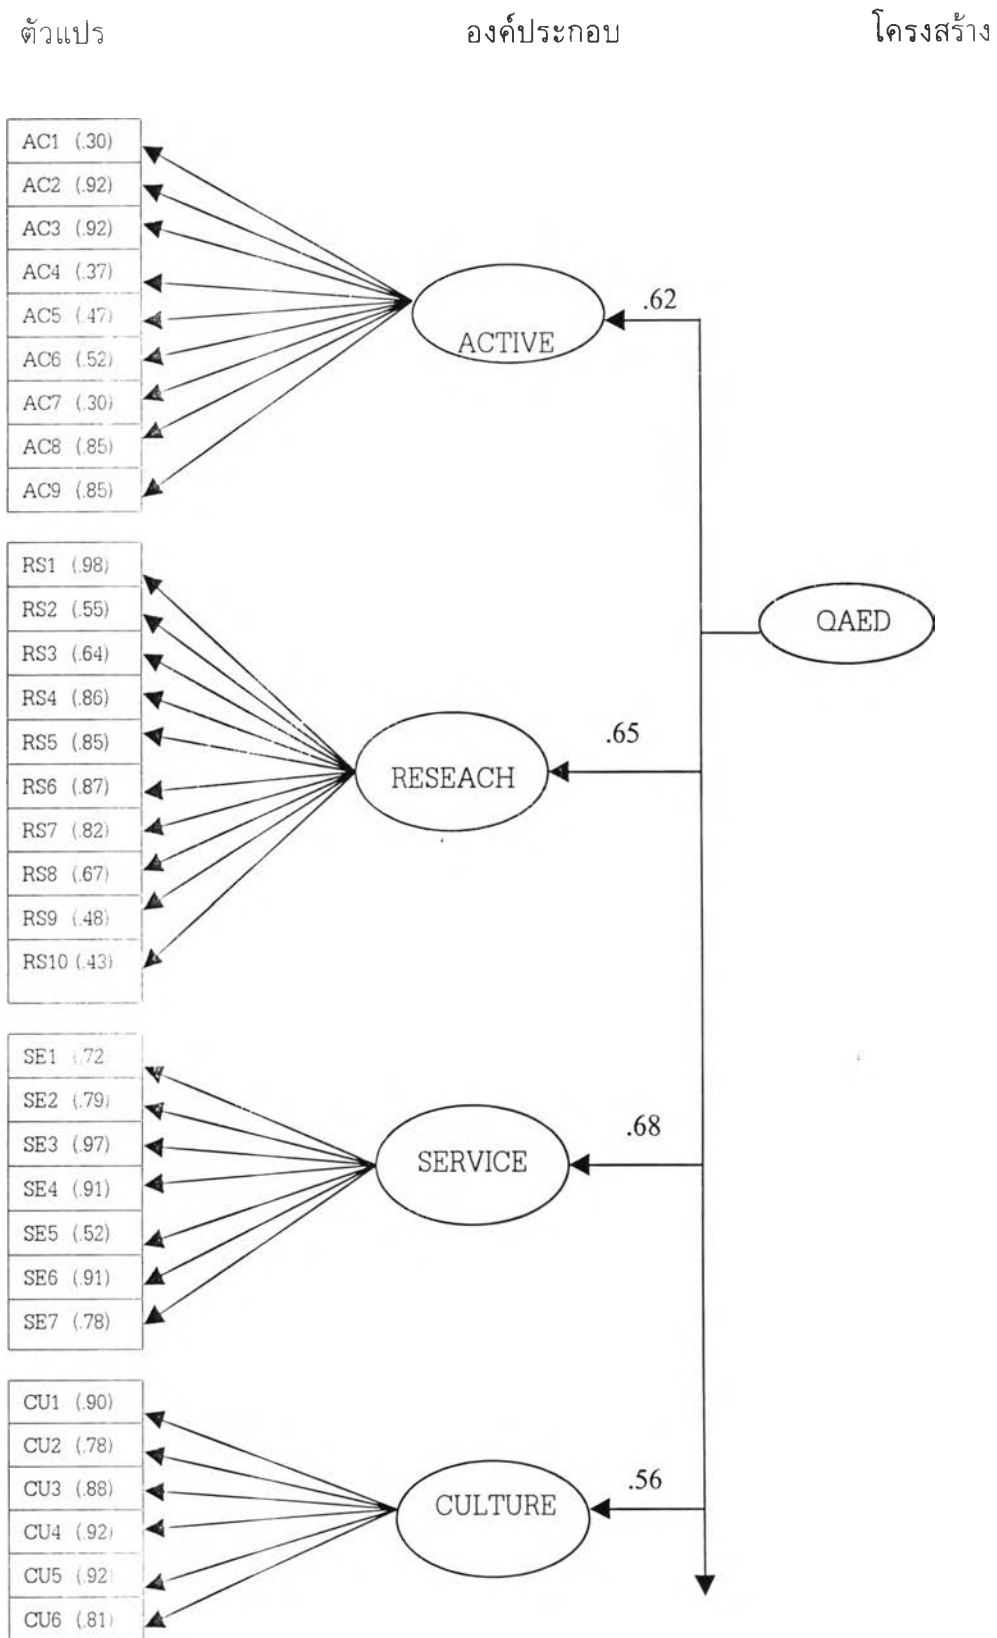 ตัวแปร องค์ประกอบ โครงสร้าง
AC1 (.30)
AC2 (.92)
AC3 (.92)
AC4 (.37)
AC5 (.47)
AC6 (.52)
AC7 (.30)
AC8 (.85)
AC9 (.85)
ACTIVE
.62
RS1 (.98)
RS2 (.55)
RS3 (.64)
RS4 (.86)
RS5 (.85)
RS6 (.87)
RS7 (.82)
RS8 (.67)
RS9 (.48)
RS10 (.43)
RESEACH
.65
QAED
SE1 (.72
SE2 (.79)
SE3 (.97)
SE4 (.91)
SE5 (.52)
SE6 (.91)
SE7 (.78)
SERVICE
.68
CU1 (.90)
CU2 (.78)
CU3 (.88)
CU4 (.92)
CU5 (.92)
CU6 (.81)
CULTURE
.56